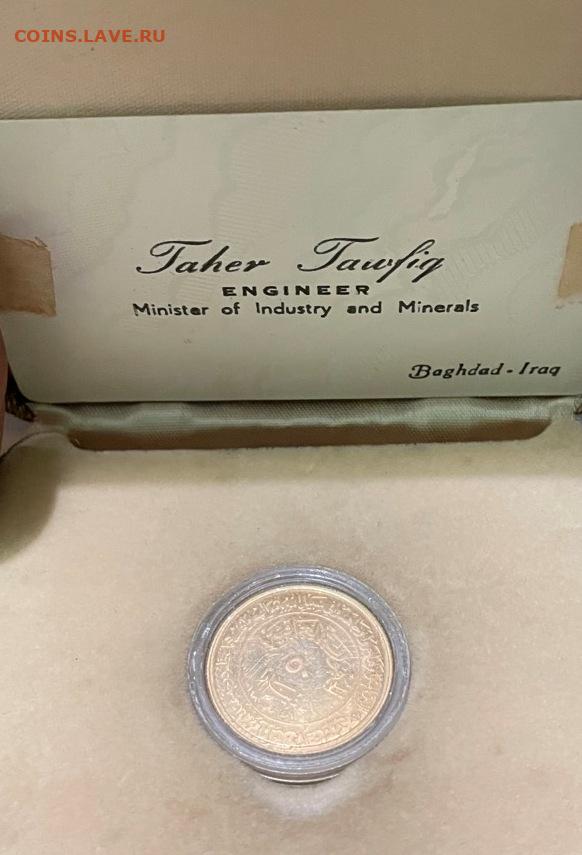 COINS.LAVE.RU
Taher Tawfiq
ENGINEER
Minister of Industry and Minerals
Baghdad - Iraq